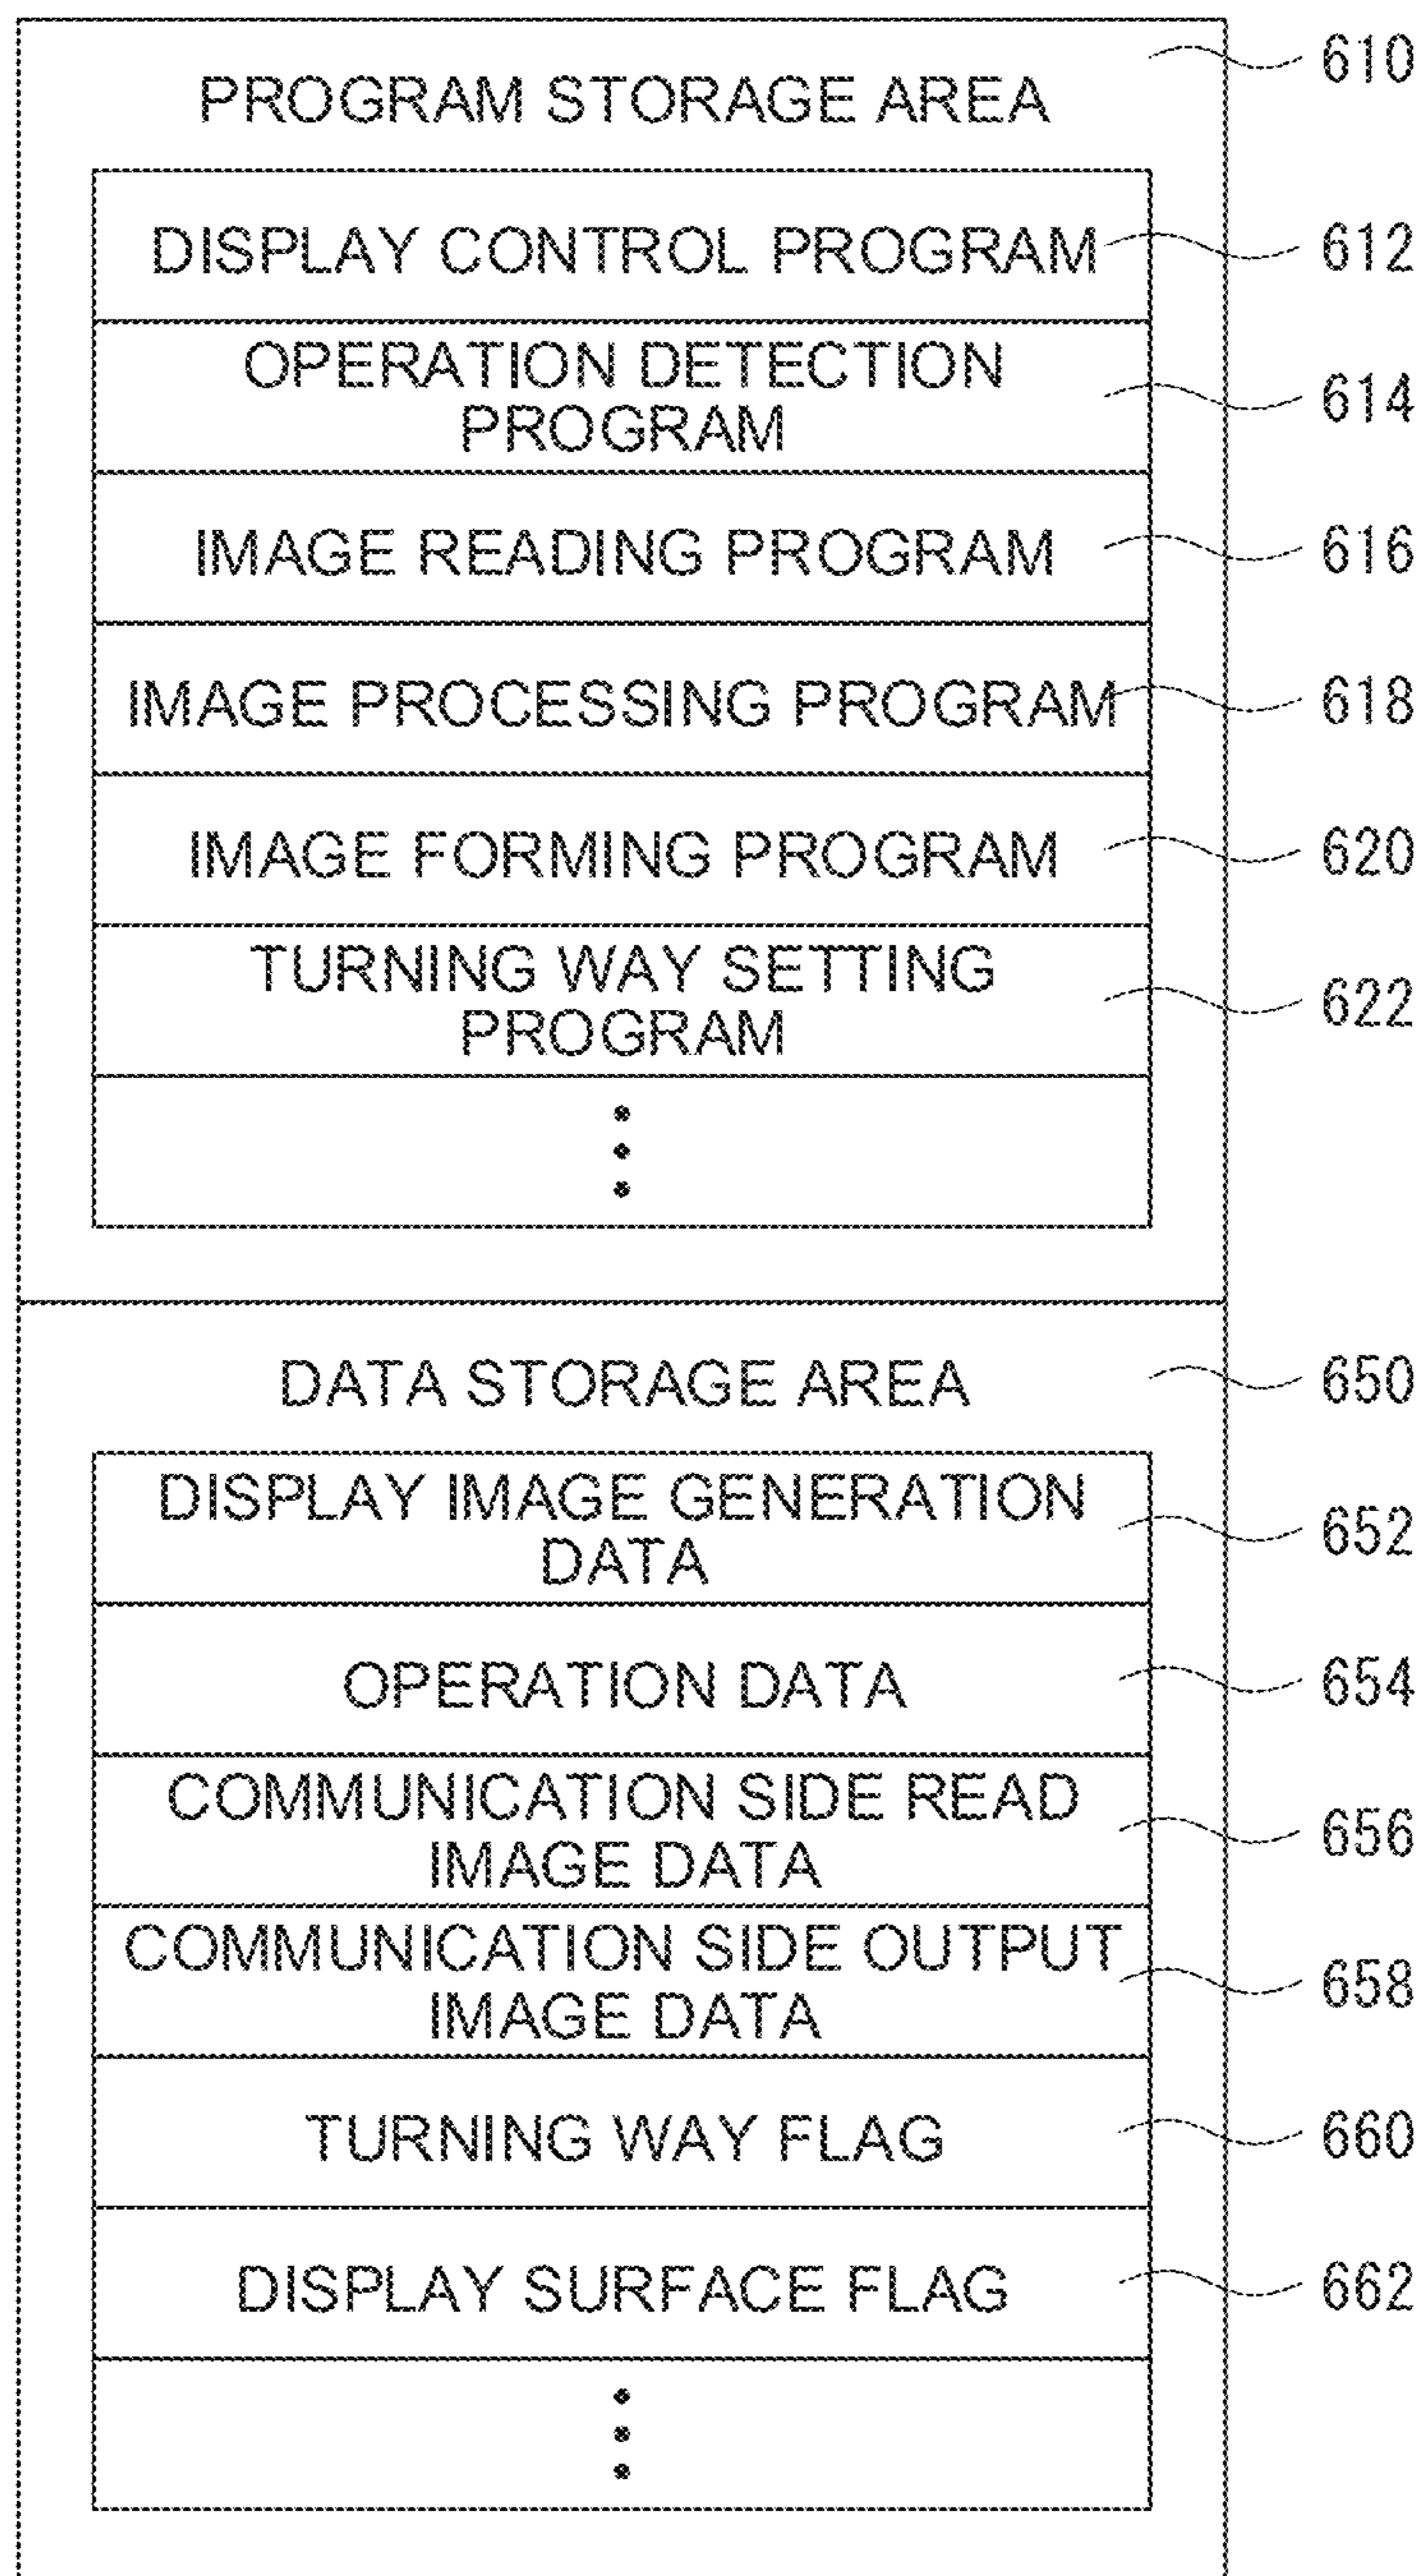 PROGRAM STORAGE AREA 610
DISPLAY CONTROL PROGRAM 612
OPERATION DETECTION
PROGRAM 614
IMAGE READING PROGRAM 616
IMAGE PROCESSING PROGRAM 618
IMAGE FORMING PROGRAM 620
TURNING WAY SETTING
PROGRAM 622
DATA STORAGE AREA 650
DISPLAY IMAGE GENERATION
DATA 652
OPERATION DATA 654
COMMUNICATION SIDE READ
IMAGE DATA 656
COMMUNICATION SIDE OUTPUT
IMAGE DATA 658
TURNING WAY FLAG 660
DISPLAY SURFACE FLAG 662